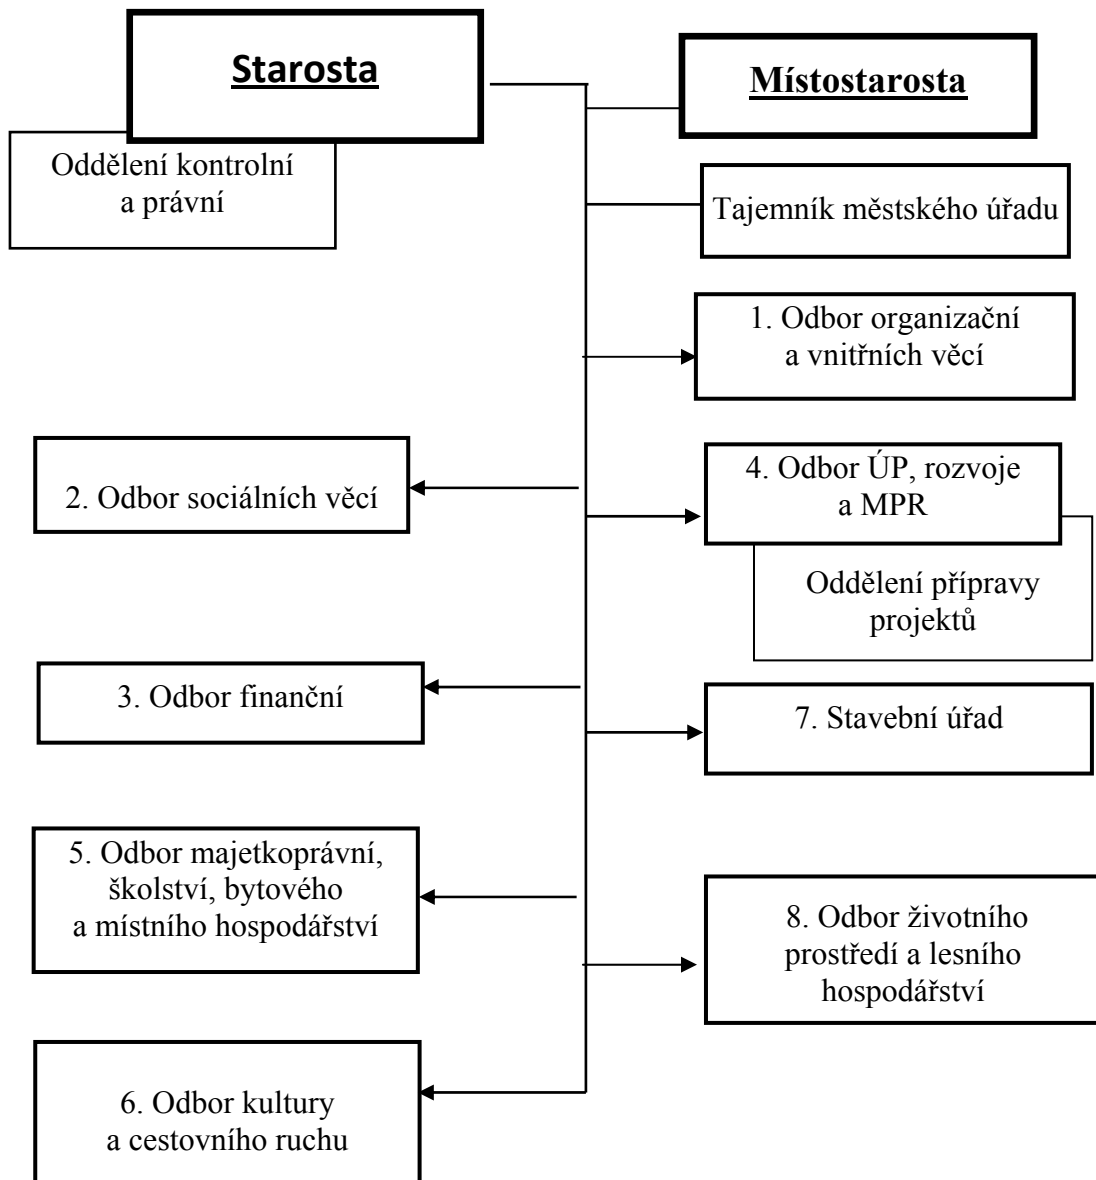 Starosta
Místostarosta
Oddělení kontrolní
a právní
Tajemník městského úřadu
1. Odbor organizační
a vnitřních věcí
2. Odbor sociálních věcí
4. Odbor ÚP, rozvoje
a MPR
Oddělení přípravy
projektů
3. Odbor finanční
7. Stavební úřad
5. Odbor majetkoprávní,
školství, bytového
a místního hospodářství
8. Odbor životního
prostředí a lesního
hospodářství
6. Odbor kultury
a cestovního ruchu